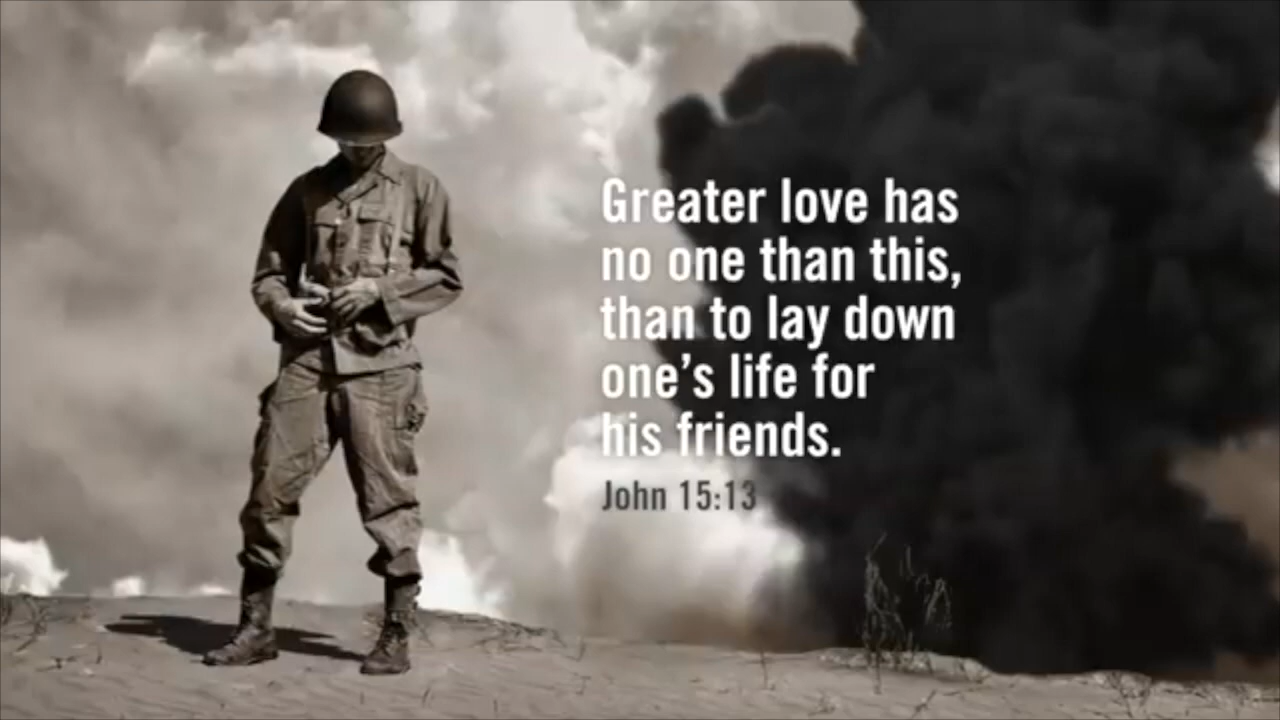 Greater love has
no one than this,
than to lay down
one’s life for
his friends.
John 15:13